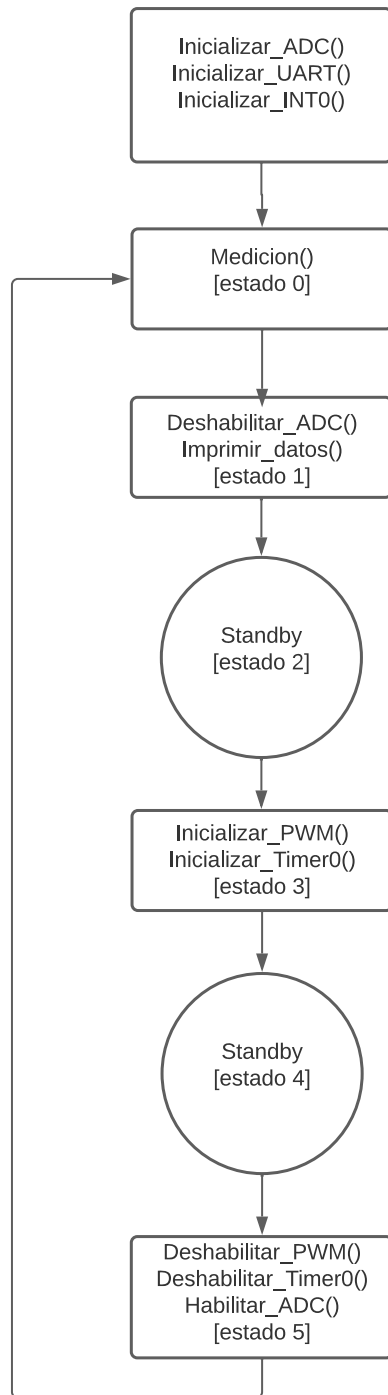 Inicializar_ADC()
Inicializar_UART()
Inicializar_INT0()
Medicion()
[estado 0]
Deshabilitar_ADC()
Imprimir_datos()
[estado 1]
Standby
[estado 2]
Inicializar_PWM()
Inicializar_Timer0()
[estado 3]
Standby
[estado 4]
Deshabilitar_PWM()
Deshabilitar_Timer0()
Habilitar_ADC()
[estado 5]